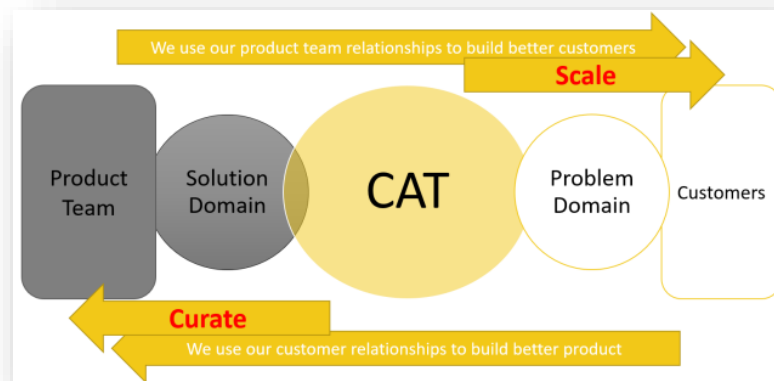 We use our product team relationships to build better customers
Scale
Product
Team
Solution
Domain
CAT
Problem
Domain
Customers
Curate
We use our customer relationships to build better product